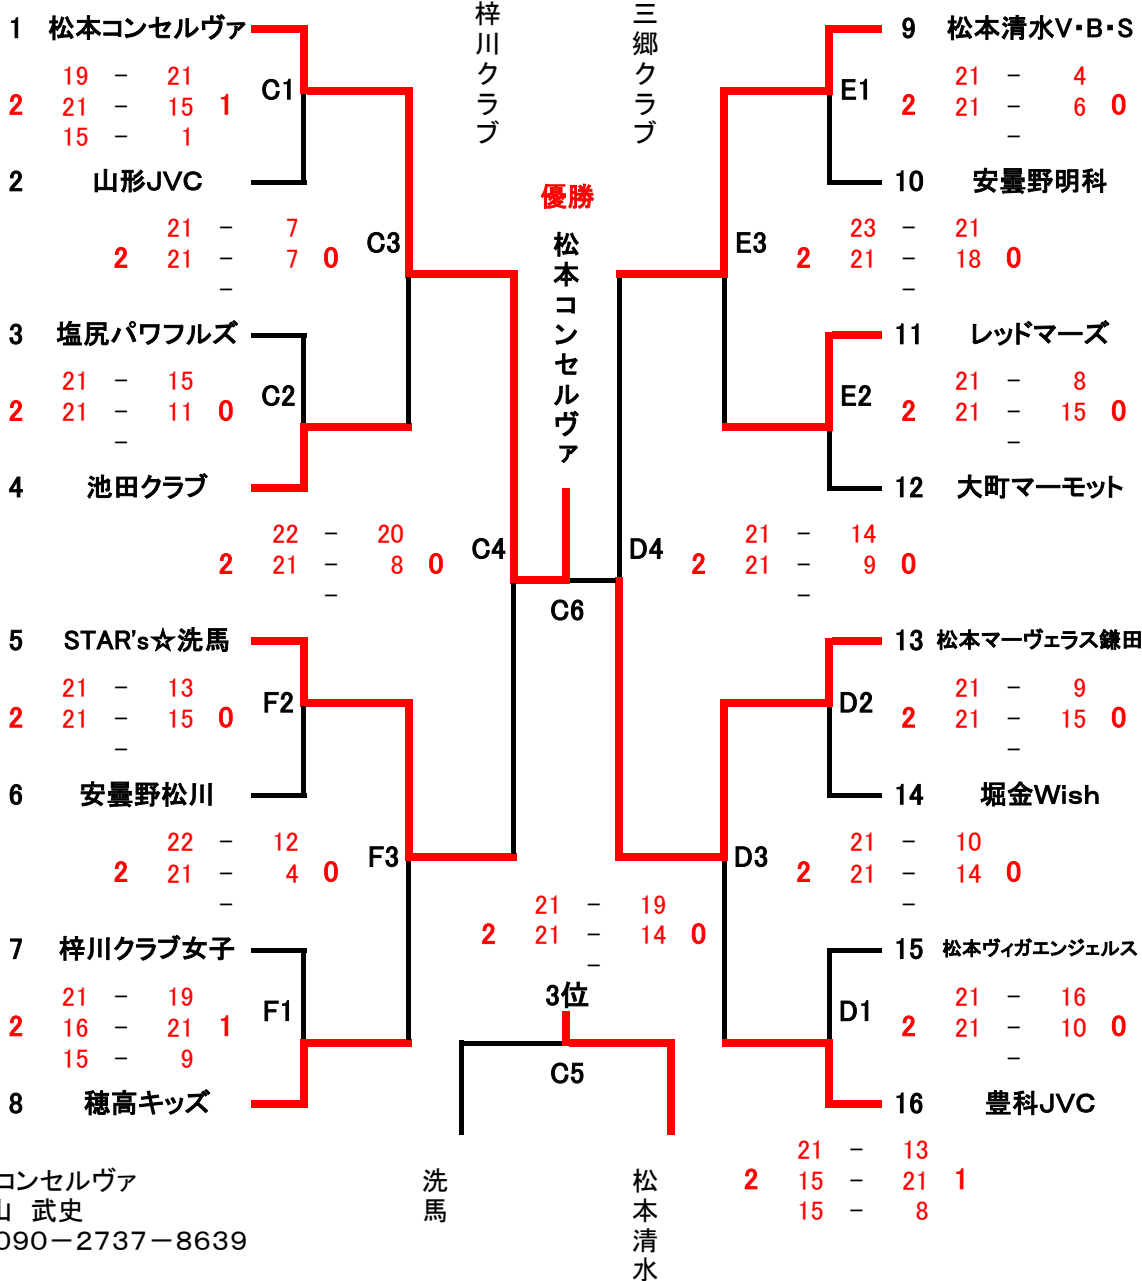 梓川クラブ
三郷クラブ
1 松本コンセルヴァ
19 - 21
2 21 - 15 1
15 - 1
C1
2 山形JVC
21 - 7
2 21 - 7 0
-
C3
3 塩尻パワフルズ
21 - 15
2 21 - 11 0
-
C2
4 池田クラブ
22 - 20
2 21 - 8 0
-
C4
5 STAR's☆洗馬
21 - 13
2 21 - 15 0
-
F2
6 安曇野松川
22 - 12
2 21 - 4 0
-
F3
7 梓川クラブ女子
21 - 19
2 16 - 21 1
15 - 9
F1
8 穂高キッズ
優勝
松本コンセルヴァ
C6
21 - 19
2 21 - 14 0
-
3位
C5
洗馬
松本清水
9 松本清水V・B・S
21 - 4
2 21 - 6 0
-
E1
10 安曇野明科
23 - 21
2 21 - 18 0
-
E3
11 レッドマーズ
21 - 8
2 21 - 15 0
-
E2
12 大町マーモット
21 - 14
2 21 - 9 0
-
D4
13 松本マーヴェラス鎌田
21 - 9
2 21 - 15 0
-
D2
14 堀金Wish
21 - 10
2 21 - 14 0
-
D3
15 松本ヴィガエンジェルス
21 - 16
2 21 - 10 0
-
D1
16 豊科JVC
21 - 13
2 15 - 21 1
15 - 8
コンセルヴァ
山 武史
090-2737-8639